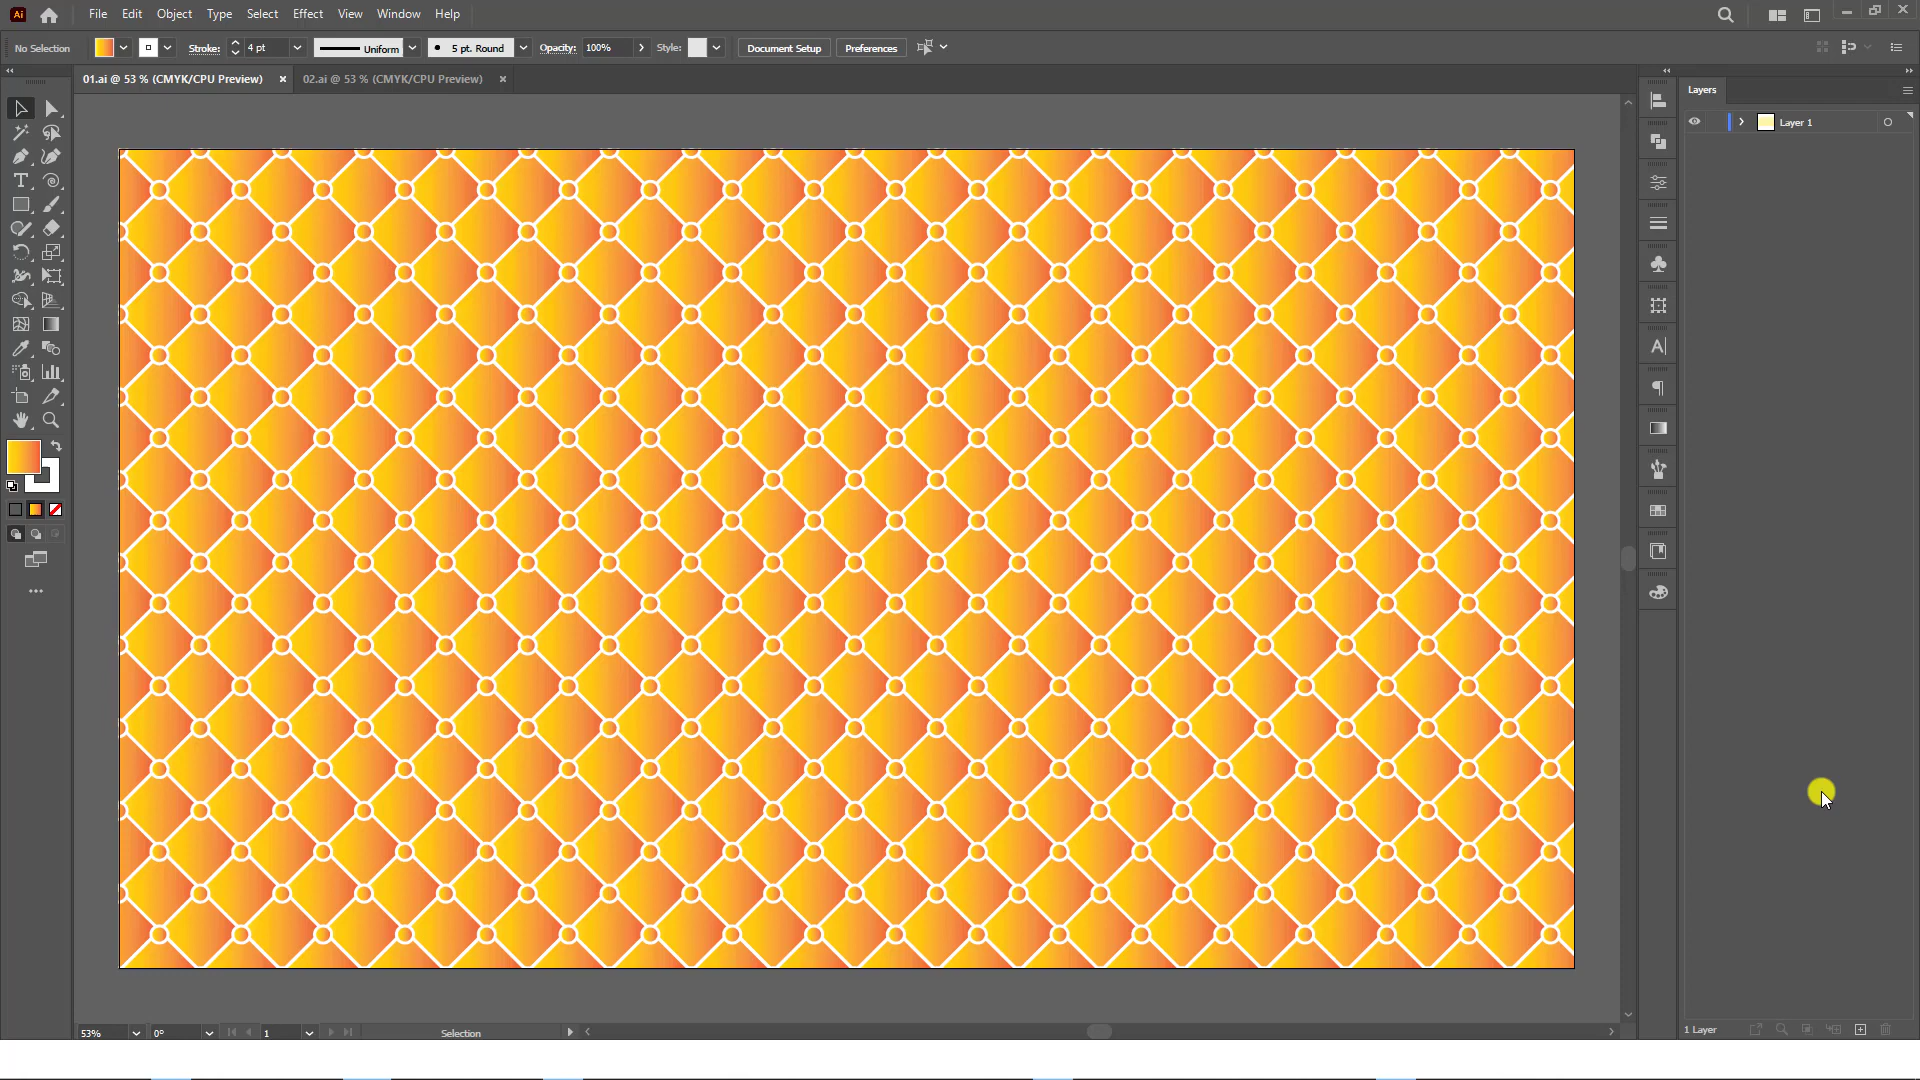 Ai
File Edit Object Type Select Effect View Window Help
No Selection Stroke: 4 pt Uniform 5 pt. Round Opacity: 100% Style: Document Setup Preferences
01.ai @ 53 % (CMYK/CPU Preview) 02.ai @ 53 % (CMYK/CPU Preview)
Layers
Layer 1
53% 0° 1 Selection
1 Layer